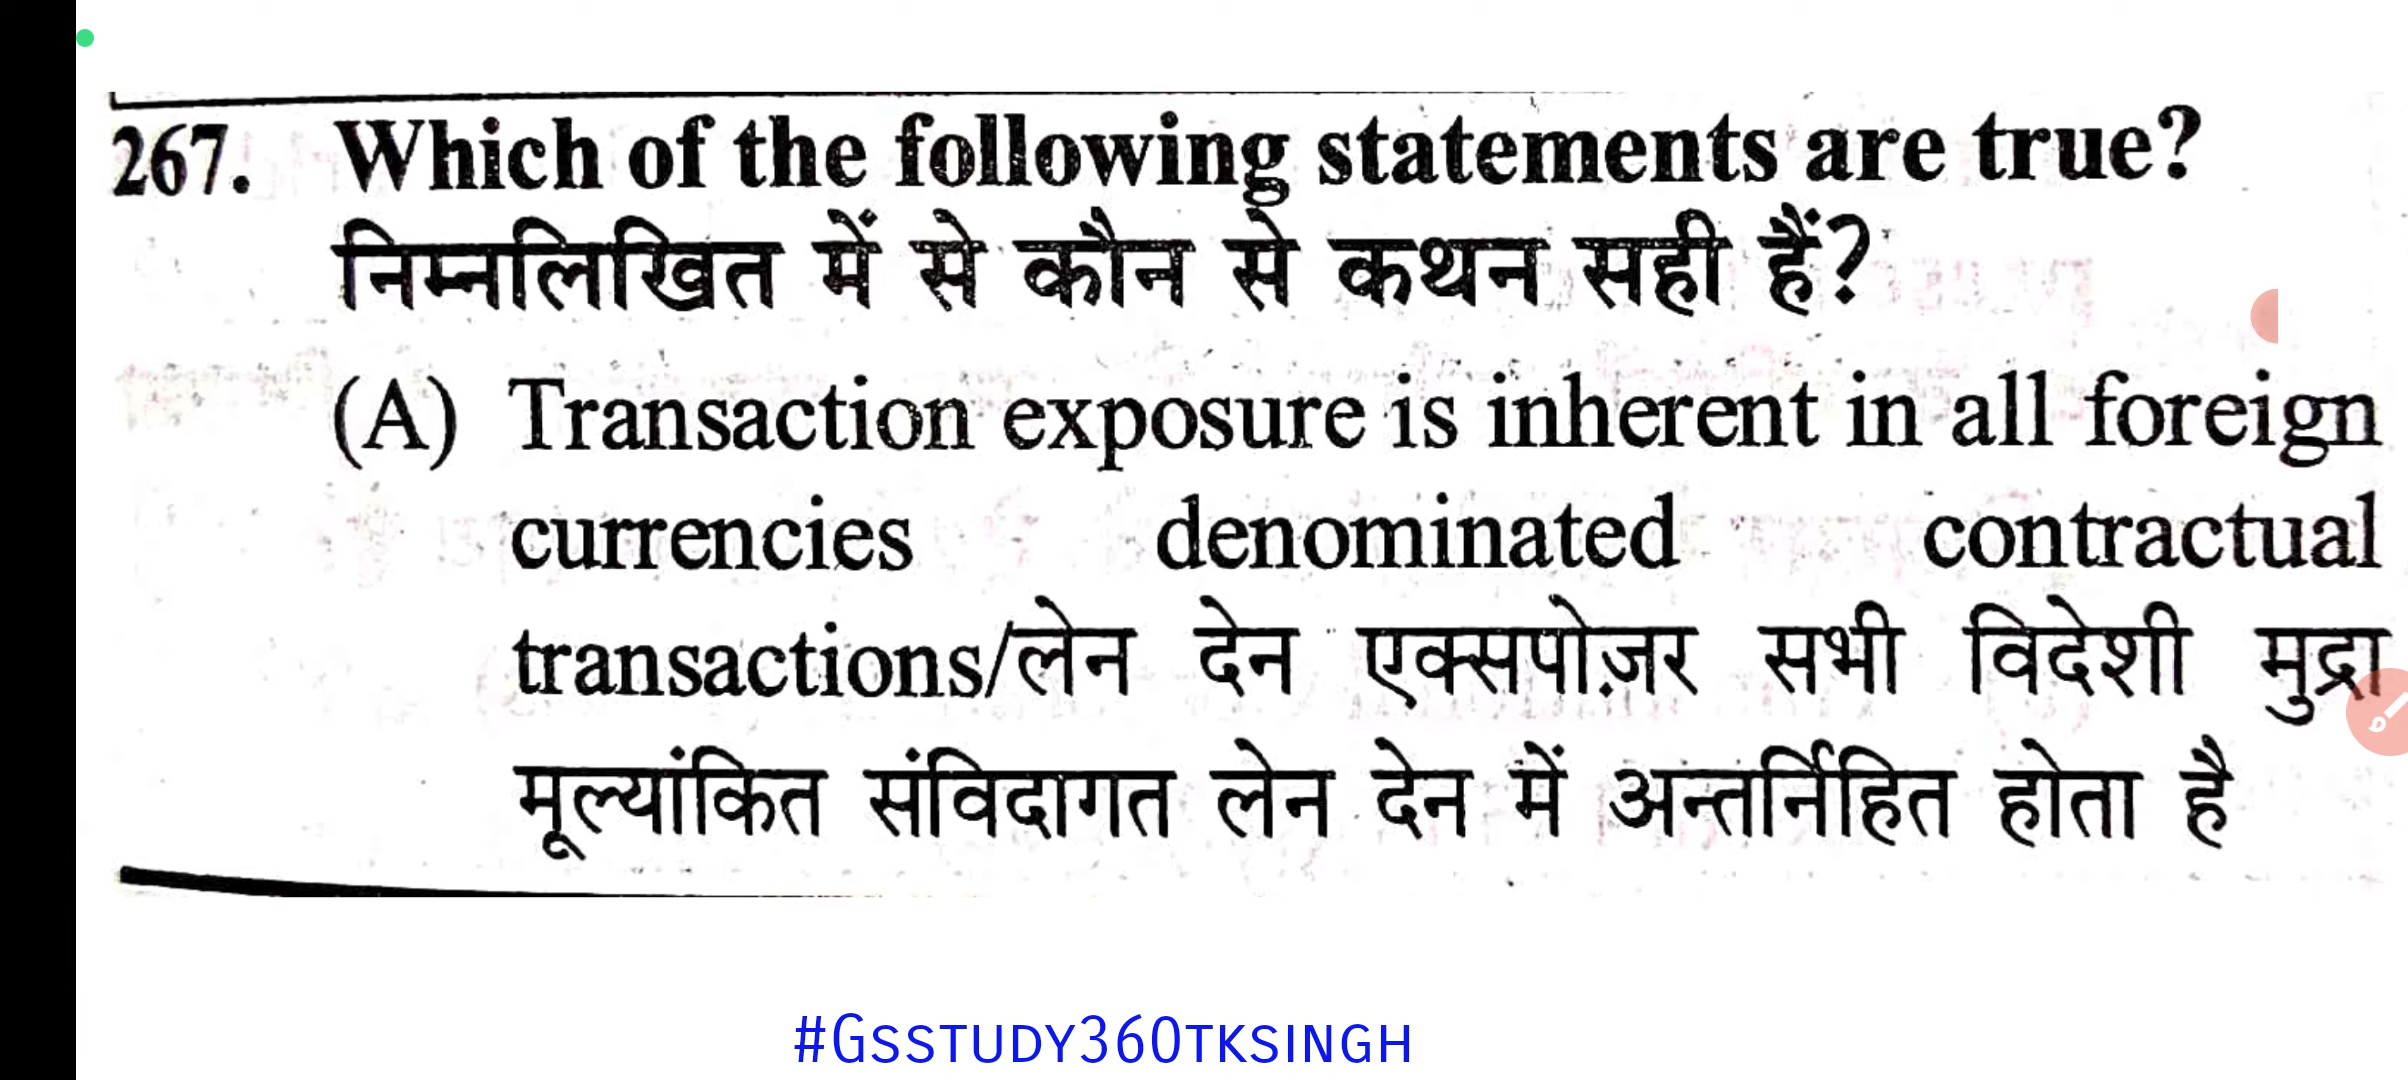 267. Which of the following statements are true?
निम्नलिखित में से कौन से कथन सही हैं?
(A) Transaction exposure is inherent in all foreign
currencies denominated contractual
transactions/लेन देन एक्सपोज़र सभी विदेशी मुद्रा
मूल्यांकित संविदागत लेन देन में अन्तर्निहित होता है
#Gsstudy360tksingh